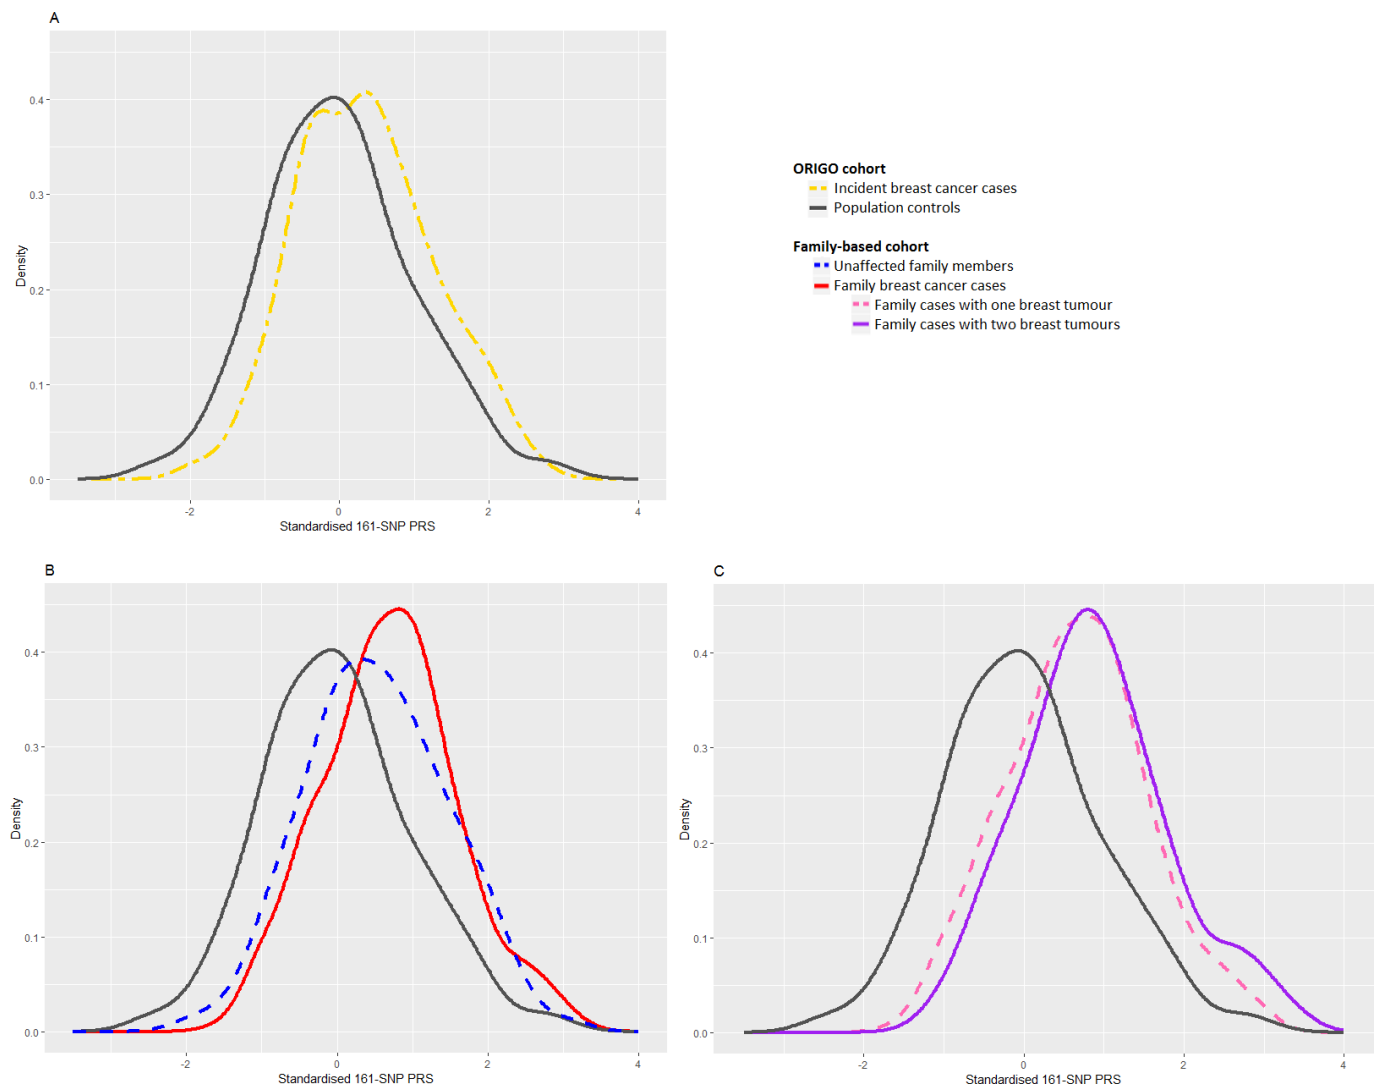 A
0.4
0.3
0.2
0.1
0.0
Density
-2 0 2 4
Standardised 161-SNP PRS
ORIGO cohort
Incident breast cancer cases
Population controls
Family-based cohort
Unaffected family members
Family breast cancer cases
Family cases with one breast tumour
Family cases with two breast tumours
B
0.4
0.3
0.2
0.1
0.0
Density
-2 0 2 4
Standardised 161-SNP PRS
C
0.4
0.3
0.2
0.1
0.0
Density
-2 0 2 4
Standardised 161-SNP PRS